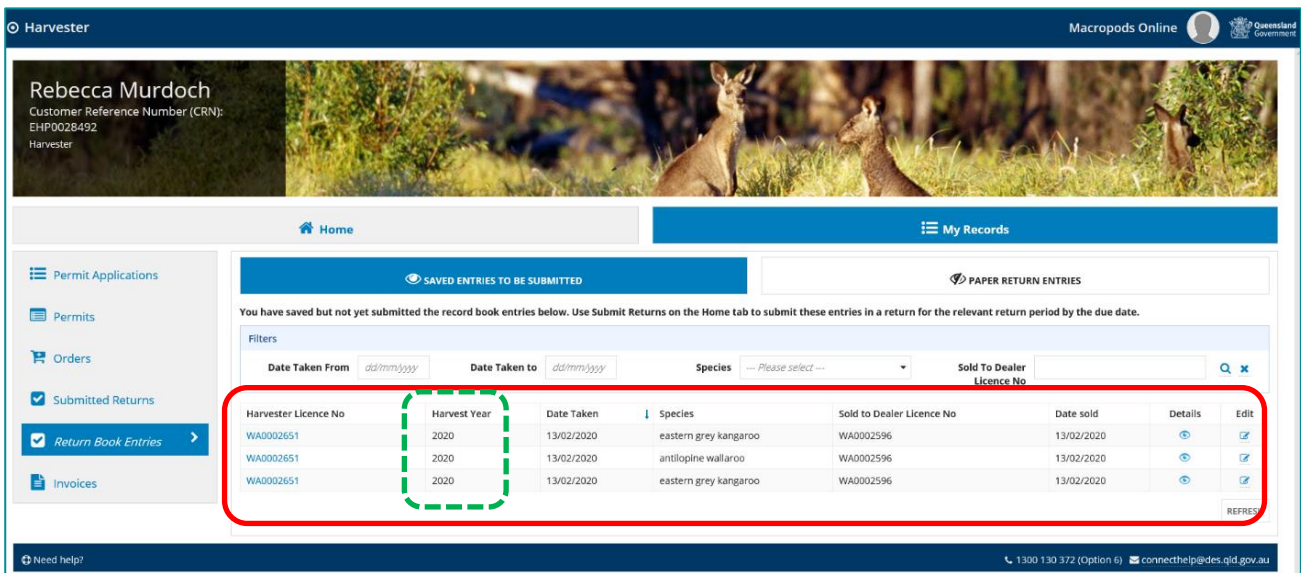 Harvester
Macropods Online
Queensland
Government
Rebecca Murdoch
Customer Reference Number (CRN):
EHP0028492
Harvester
Home
My Records
Permit Applications
Permits
Orders
Submitted Returns
Return Book Entries
Invoices
SAVED ENTRIES TO BE SUBMITTED
PAPER RETURN ENTRIES
You have saved but not yet submitted the record book entries below. Use Submit Returns on the Home tab to submit these entries in a return for the relevant return period by the due date.
Filters
Date Taken From dd/mm/yyyy Date Taken to dd/mm/yyyy Species --- Please select --- Sold To Dealer
Licence No
Harvester Licence No Harvest Year Date Taken Species Sold to Dealer Licence No Date sold Details Edit
WA0002651 2020 13/02/2020 eastern grey kangaroo WA0002596 13/02/2020
WA0002651 2020 13/02/2020 antilopine wallaroo WA0002596 13/02/2020
WA0002651 2020 13/02/2020 eastern grey kangaroo WA0002596 13/02/2020
Need help?
1300 130 372 (Option 6) connecthelp@des.qld.gov.au